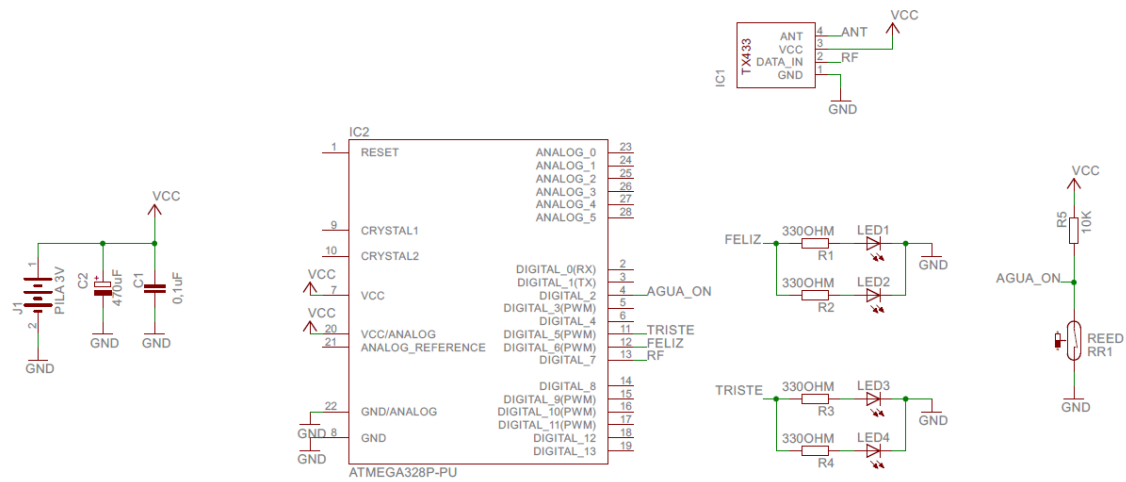 VCC
1
J1
PILA 3V
2
GND
C2
+
470uF
GND
C1
0,1uF
GND
IC2
1 RESET
9 CRYSTAL1
10 CRYSTAL2
VCC
7 VCC
VCC
20 VCC/ANALOG
21 ANALOG_REFERENCE
22 GND/ANALOG
GND
8 GND
GND
ANALOG_0 23
ANALOG_1 24
ANALOG_2 25
ANALOG_3 26
ANALOG_4 27
ANALOG_5 28
DIGITAL_0(RX) 2
DIGITAL_1(TX) 3
DIGITAL_2 4 AGUA_ON
DIGITAL_3(PWM) 5
DIGITAL_4 6
DIGITAL_5(PWM) 11 TRISTE
DIGITAL_6(PWM) 12 FELIZ
DIGITAL_7 13 RF
DIGITAL_8 14
DIGITAL_9(PWM) 15
DIGITAL_10(PWM) 16
DIGITAL_11(PWM) 17
DIGITAL_12 18
DIGITAL_13 19
ATMEGA328P-PU
IC1
TX433
ANT 4 ANT
VCC 3
DATA_IN 2 RF
GND 1
VCC
GND
FELIZ
330OHM LED1
R1
GND
330OHM LED2
R2
TRISTE
330OHM LED3
R3
GND
330OHM LED4
R4
VCC
R5
10K
AGUA_ON
REED
RR1
GND